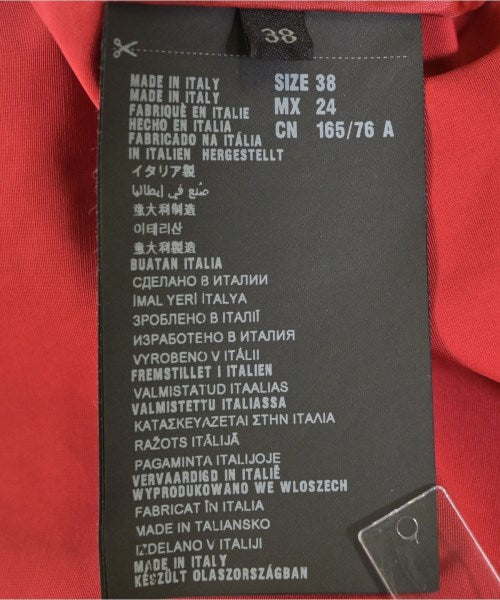 38
MADE IN ITALY SIZE 38
MADE IN ITALY MX 24
FABRIQUÉ EN ITALIE CN 165/76 A
HECHO EN ITALIA
FABRICADO NA ITÁLIA
IN ITALIEN HERGESTELLT
イタリア製
صنع في إيطاليا
意大利制造
이태리산
意大利製造
BUATAN ITALIA
СДЕЛАНО В ИТАЛИИ
İMAL YERİ İTALYA
ЗРОБЛЕНО В ІТАЛІЇ
ИЗРАБОТЕНО В ИТАЛИЯ
VYROBENO V ITÁLII
FREMSTILLET I ITALIEN
VALMISTATUD ITAALIAS
VALMISTETTU ITALIASSA
ΚΑΤΑΣΚΕΥΑΖΕΤΑΙ ΣΤΗΝ ΙΤΑΛΙΑ
RAŽOTS ITĀLIJĀ
PAGAMINTA ITALIJOJE
VERVAARDIGD IN ITALIË
WYPRODUKOWANO WE WLOSZECH
FABRICAT ÎN ITALIA
MADE IN TALIANSKO
IZDELANO V ITALIJI
MADE IN ITALY
KÉSZÜLT OLASZORSZÁGBAN